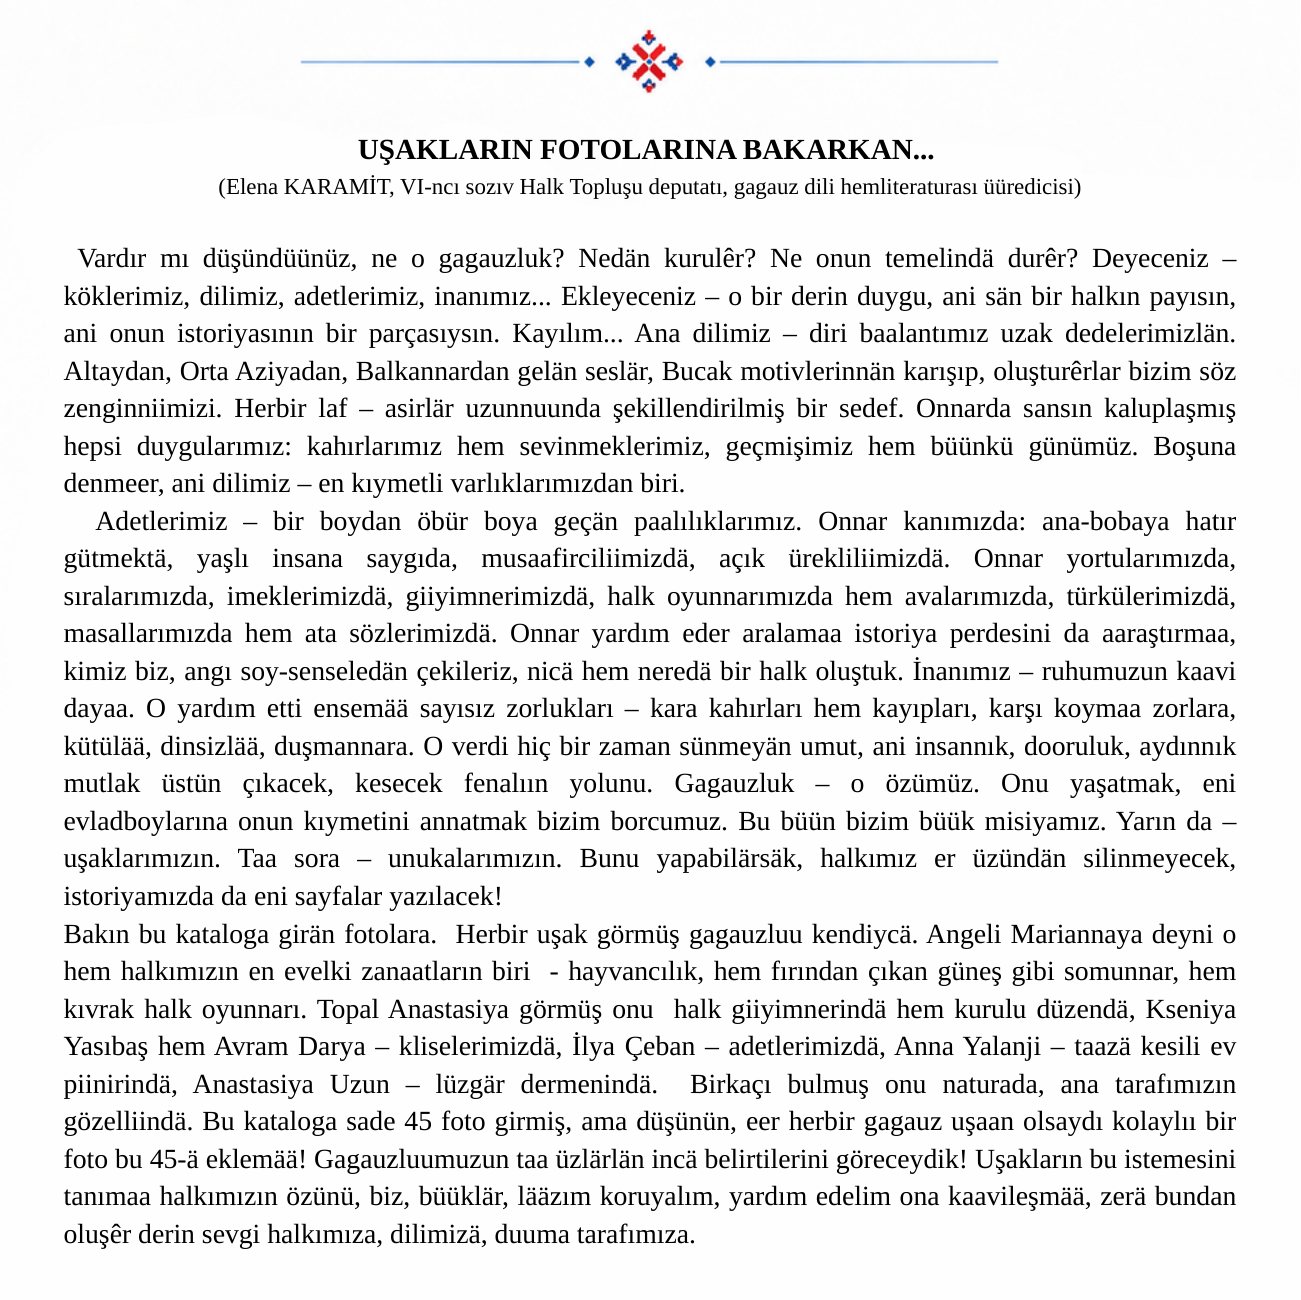 UŞAKLARIN FOTOLARINA BAKARKAN...
(Elena KARAMİT, VI-ncı sozıv Halk Topluşu deputatı, gagauz dili hemliteraturası üüredicisi)
Vardır mı düşündüünüz, ne o gagauzluk? Nedän kurulêr? Ne onun temelindä durêr? Deyeceniz –
köklerimiz, dilimiz, adetlerimiz, inanımız... Ekleyeceniz – o bir derin duygu, ani sän bir halkın payısın,
ani onun istoriyasının bir parçasıysın. Kayılım... Ana dilimiz – diri baalantımız uzak dedelerimizlän.
Altaydan, Orta Aziyadan, Balkannardan gelän seslär, Bucak motivlerinnän karışıp, oluşturêrlar bizim söz
zenginniimizi. Herbir laf – asirlär uzunnuunda şekillendirilmiş bir sedef. Onnarda sansın kaluplaşmış
hepsi duygularımız: kahırlarımız hem sevinmeklerimiz, geçmişimiz hem büünkü günümüz. Boşuna
denmeer, ani dilimiz – en kıymetli varlıklarımızdan biri.
Adetlerimiz – bir boydan öbür boya geçän paalılıklarımız. Onnar kanımızda: ana-bobaya hatır
gütmektä, yaşlı insana saygıda, musaafirciliimizdä, açık ürekliliimizdä. Onnar yortularımızda,
sıralarımızda, imeklerimizdä, giiyimnerimizdä, halk oyunnarımızda hem avalarımızda, türkülerimizdä,
masallarımızda hem ata sözlerimizdä. Onnar yardım eder aralamaa istoriya perdesini da aaraştırmaa,
kimiz biz, angı soy-senseledän çekileriz, nicä hem neredä bir halk oluştuk. İnanımız – ruhumuzun kaavi
dayaa. O yardım etti ensemää sayısız zorlukları – kara kahırları hem kayıpları, karşı koymaa zorlara,
kütülää, dinsizlää, duşmannara. O verdi hiç bir zaman sünmeyän umut, ani insannık, dooruluk, aydınnık
mutlak üstün çıkacek, kesecek fenalıın yolunu. Gagauzluk – o özümüz. Onu yaşatmak, eni
evladboylarına onun kıymetini annatmak bizim borcumuz. Bu büün bizim büük misiyamız. Yarın da –
uşaklarımızın. Taa sora – unukalarımızın. Bunu yapabilärsäk, halkımız er üzündän silinmeyecek,
istoriyamızda da eni sayfalar yazılacek!
Bakın bu kataloga girän fotolara. Herbir uşak görmüş gagauzluu kendiycä. Angeli Mariannaya deyni o
hem halkımızın en evelki zanaatların biri - hayvancılık, hem fırından çıkan güneş gibi somunnar, hem
kıvrak halk oyunnarı. Topal Anastasiya görmüş onu halk giiyimnerindä hem kurulu düzendä, Kseniya
Yasıbaş hem Avram Darya – kliselerimizdä, İlya Çeban – adetlerimizdä, Anna Yalanji – taazä kesili ev
piinirindä, Anastasiya Uzun – lüzgär dermenindä. Birkaçı bulmuş onu naturada, ana tarafımızın
gözelliindä. Bu kataloga sade 45 foto girmiş, ama düşünün, eer herbir gagauz uşaan olsaydı kolaylıı bir
foto bu 45-ä eklemää! Gagauzluumuzun taa üzlärlän incä belirtilerini göreceydik! Uşakların bu istemesini
tanımaa halkımızın özünü, biz, büüklär, lääzım koruyalım, yardım edelim ona kaavileşmää, zerä bundan
oluşêr derin sevgi halkımıza, dilimizä, duuma tarafımıza.